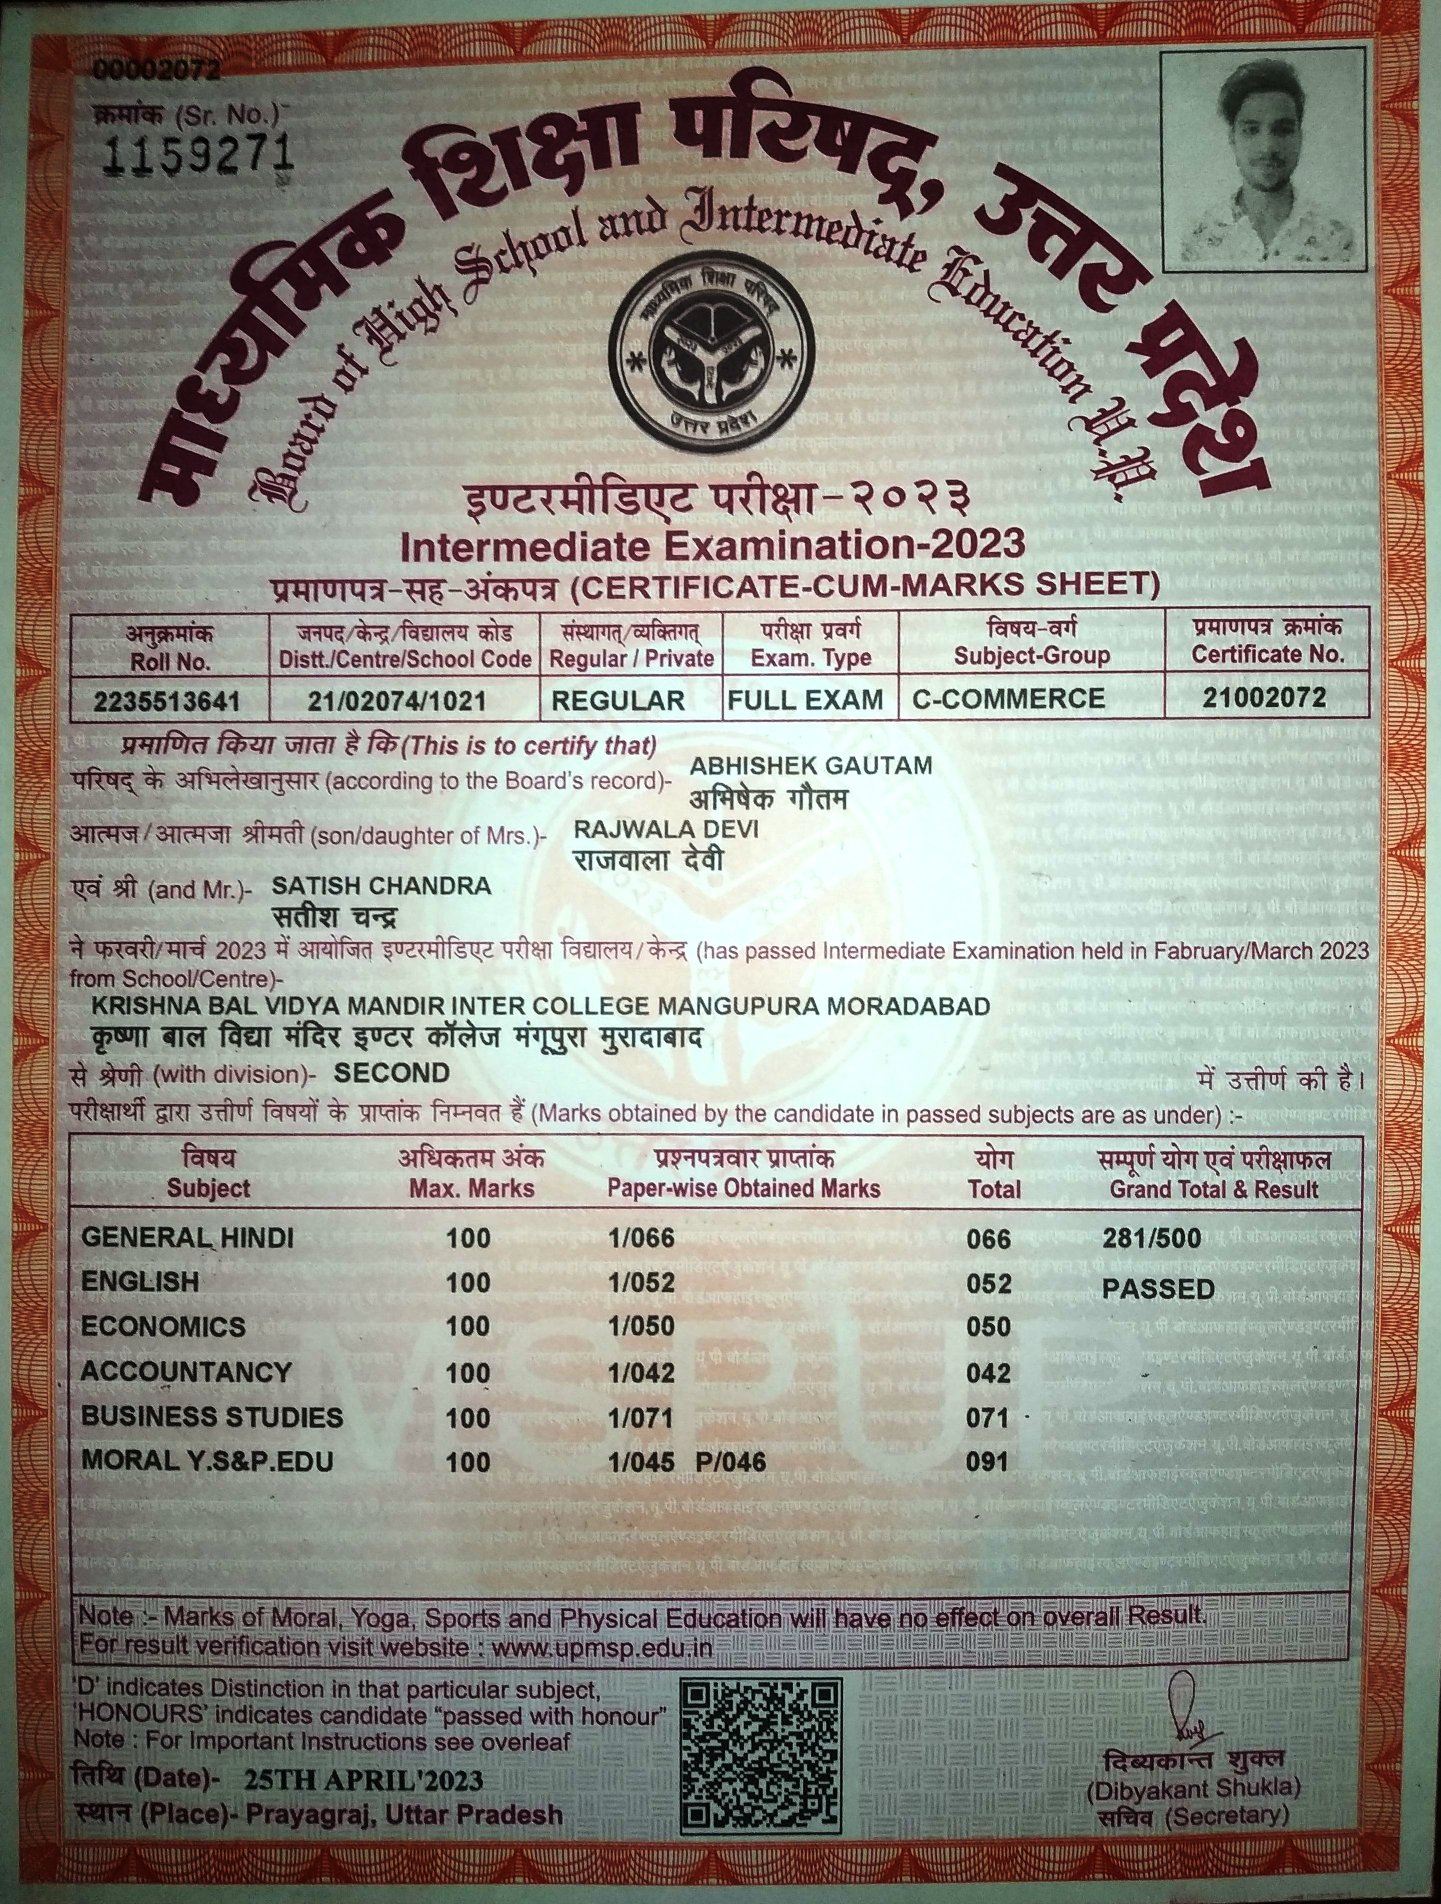 00002072
क्रमांक (Sr. No.)
1159271
माध्यमिक शिक्षा परिषद्, उत्तर प्रदेश
Board of High School and Intermediate Education U.P.
माध्यमिक शिक्षा परिषद
उत्तर प्रदेश
इण्टरमीडिएट परीक्षा-२०२३
Intermediate Examination-2023
प्रमाणपत्र-सह-अंकपत्र (CERTIFICATE-CUM-MARKS SHEET)
अनुक्रमांक जनपद/केन्द्र/विद्यालय कोड संस्थागत्/व्यक्तिगत् परीक्षा प्रवर्ग विषय-वर्ग प्रमाणपत्र क्रमांक
Roll No. Distt./Centre/School Code Regular / Private Exam. Type Subject-Group Certificate No.
2235513641 21/02074/1021 REGULAR FULL EXAM C-COMMERCE 21002072
प्रमाणित किया जाता है कि (This is to certify that)
परिषद् के अभिलेखानुसार (according to the Board's record)- ABHISHEK GAUTAM
अभिषेक गौतम
आत्मज/आत्मजा श्रीमती (son/daughter of Mrs.)- RAJWALA DEVI
राजवाला देवी
एवं श्री (and Mr.)- SATISH CHANDRA
सतीश चन्द्र
ने फरवरी/मार्च 2023 में आयोजित इण्टरमीडिएट परीक्षा विद्यालय/केन्द्र (has passed Intermediate Examination held in Fabruary/March 2023
from School/Centre)-
KRISHNA BAL VIDYA MANDIR INTER COLLEGE MANGUPURA MORADABAD
कृष्णा बाल विद्या मंदिर इण्टर कॉलेज मंगूपुरा मुरादाबाद
से श्रेणी (with division)- SECOND में उत्तीर्ण की है।
परीक्षार्थी द्वारा उत्तीर्ण विषयों के प्राप्तांक निम्नवत हैं (Marks obtained by the candidate in passed subjects are as under) :-
विषय अधिकतम अंक प्रश्नपत्रवार प्राप्तांक योग सम्पूर्ण योग एवं परीक्षाफल
Subject Max. Marks Paper-wise Obtained Marks Total Grand Total & Result
GENERAL HINDI 100 1/066 066 281/500
ENGLISH 100 1/052 052 PASSED
ECONOMICS 100 1/050 050
ACCOUNTANCY 100 1/042 042
BUSINESS STUDIES 100 1/071 071
MORAL Y.S&P.EDU 100 1/045 P/046 091
Note :- Marks of Moral, Yoga, Sports and Physical Education will have no effect on overall Result.
For result verification visit website : www.upmsp.edu.in
'D' indicates Distinction in that particular subject,
'HONOURS' indicates candidate "passed with honour"
Note : For Important Instructions see overleaf
तिथि (Date)- 25TH APRIL'2023
स्थान (Place)- Prayagraj, Uttar Pradesh
दिब्यकान्त शुक्ल
(Dibyakant Shukla)
सचिव (Secretary)